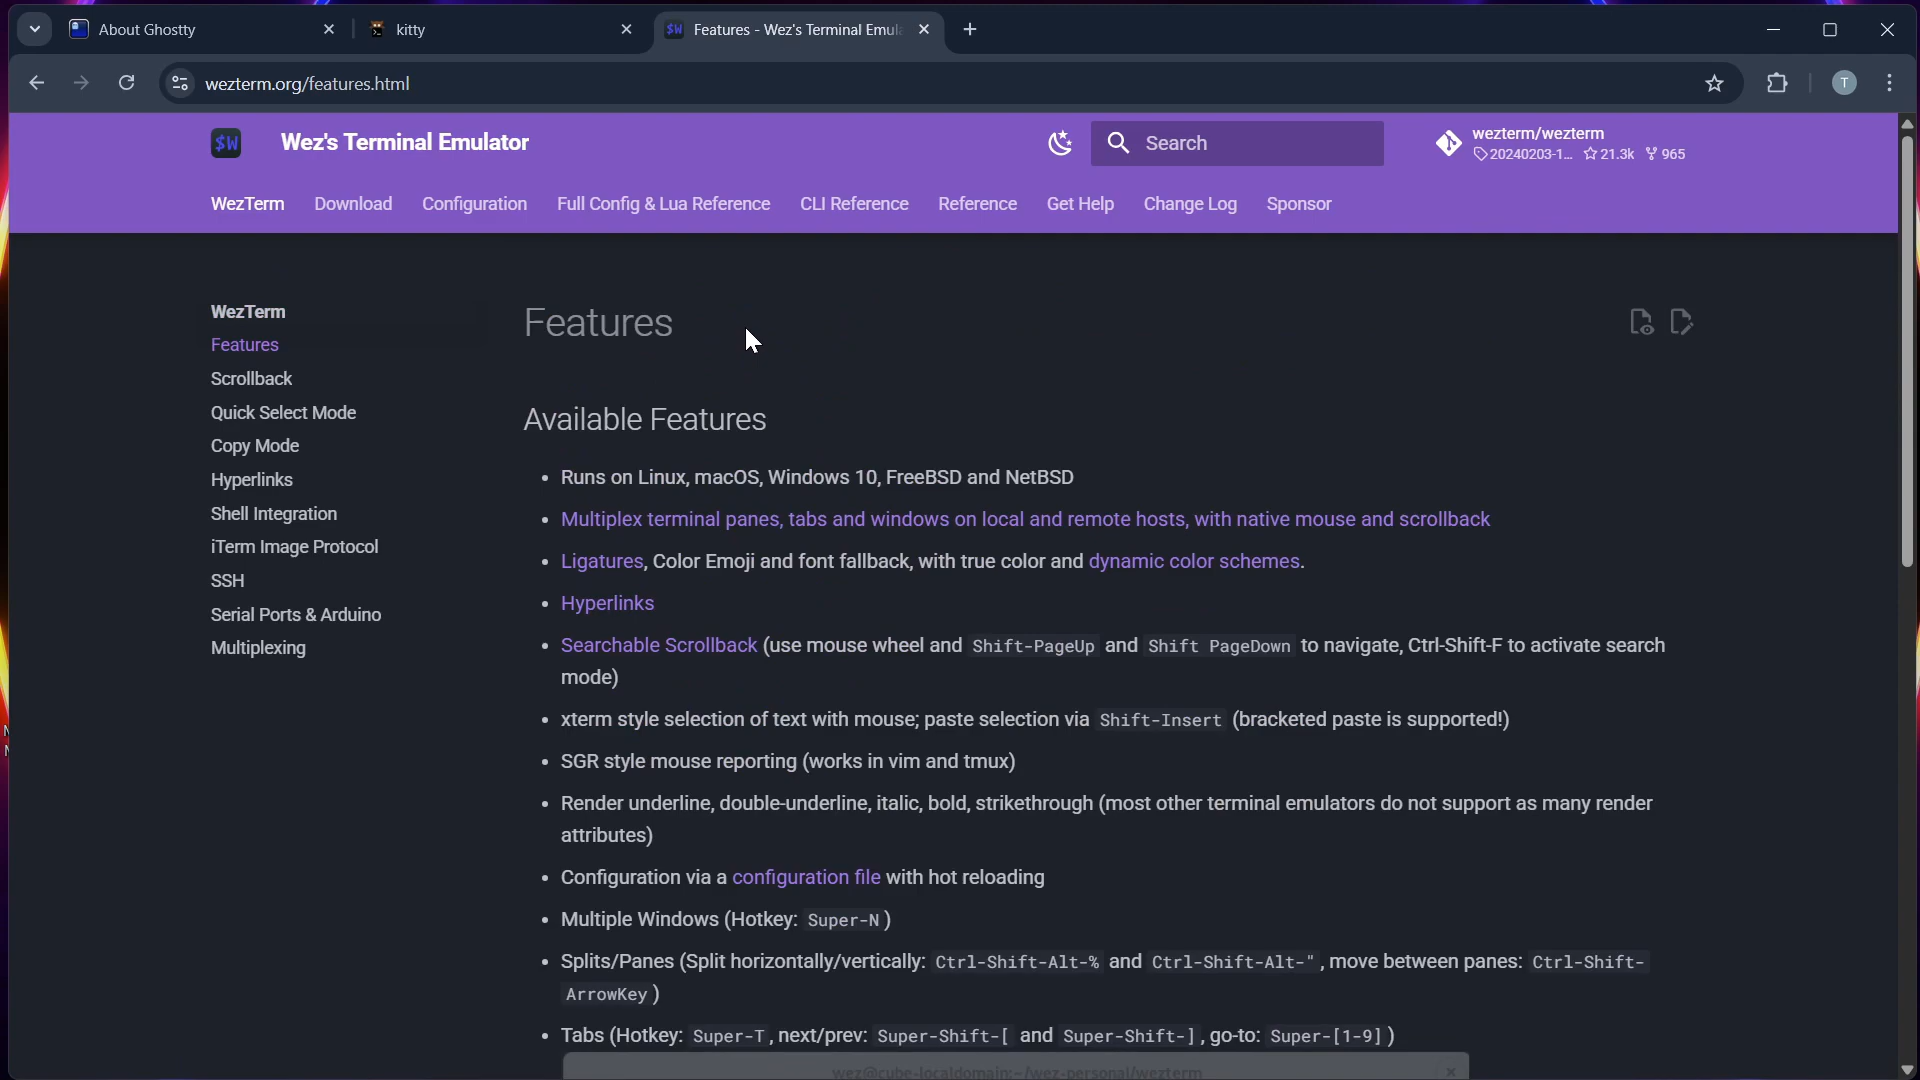 About Ghostty
kitty
Features - Wez's Terminal Emula
wezterm.org/features.html
T
$W
Wez's Terminal Emulator
Search
wezterm/wezterm
20240203-1... 21.3k 965
WezTerm Download Configuration Full Config & Lua Reference CLI Reference Reference Get Help Change Log Sponsor
WezTerm
Features
Scrollback
Quick Select Mode
Copy Mode
Hyperlinks
Shell Integration
iTerm Image Protocol
SSH
Serial Ports & Arduino
Multiplexing
Features
Available Features
Runs on Linux, macOS, Windows 10, FreeBSD and NetBSD
Multiplex terminal panes, tabs and windows on local and remote hosts, with native mouse and scrollback
Ligatures, Color Emoji and font fallback, with true color and dynamic color schemes.
Hyperlinks
Searchable Scrollback (use mouse wheel and Shift-PageUp and Shift PageDown to navigate, Ctrl-Shift-F to activate search
mode)
xterm style selection of text with mouse; paste selection via Shift-Insert (bracketed paste is supported!)
SGR style mouse reporting (works in vim and tmux)
Render underline, double-underline, italic, bold, strikethrough (most other terminal emulators do not support as many render
attributes)
Configuration via a configuration file with hot reloading
Multiple Windows (Hotkey: Super-N)
Splits/Panes (Split horizontally/vertically: Ctrl-Shift-Alt-% and Ctrl-Shift-Alt-", move between panes: Ctrl-Shift-
ArrowKey)
Tabs (Hotkey: Super-T, next/prev: Super-Shift-[ and Super-Shift-], go-to: Super-[1-9])
wez@cube-localdomain:~/wez-personal/wezterm